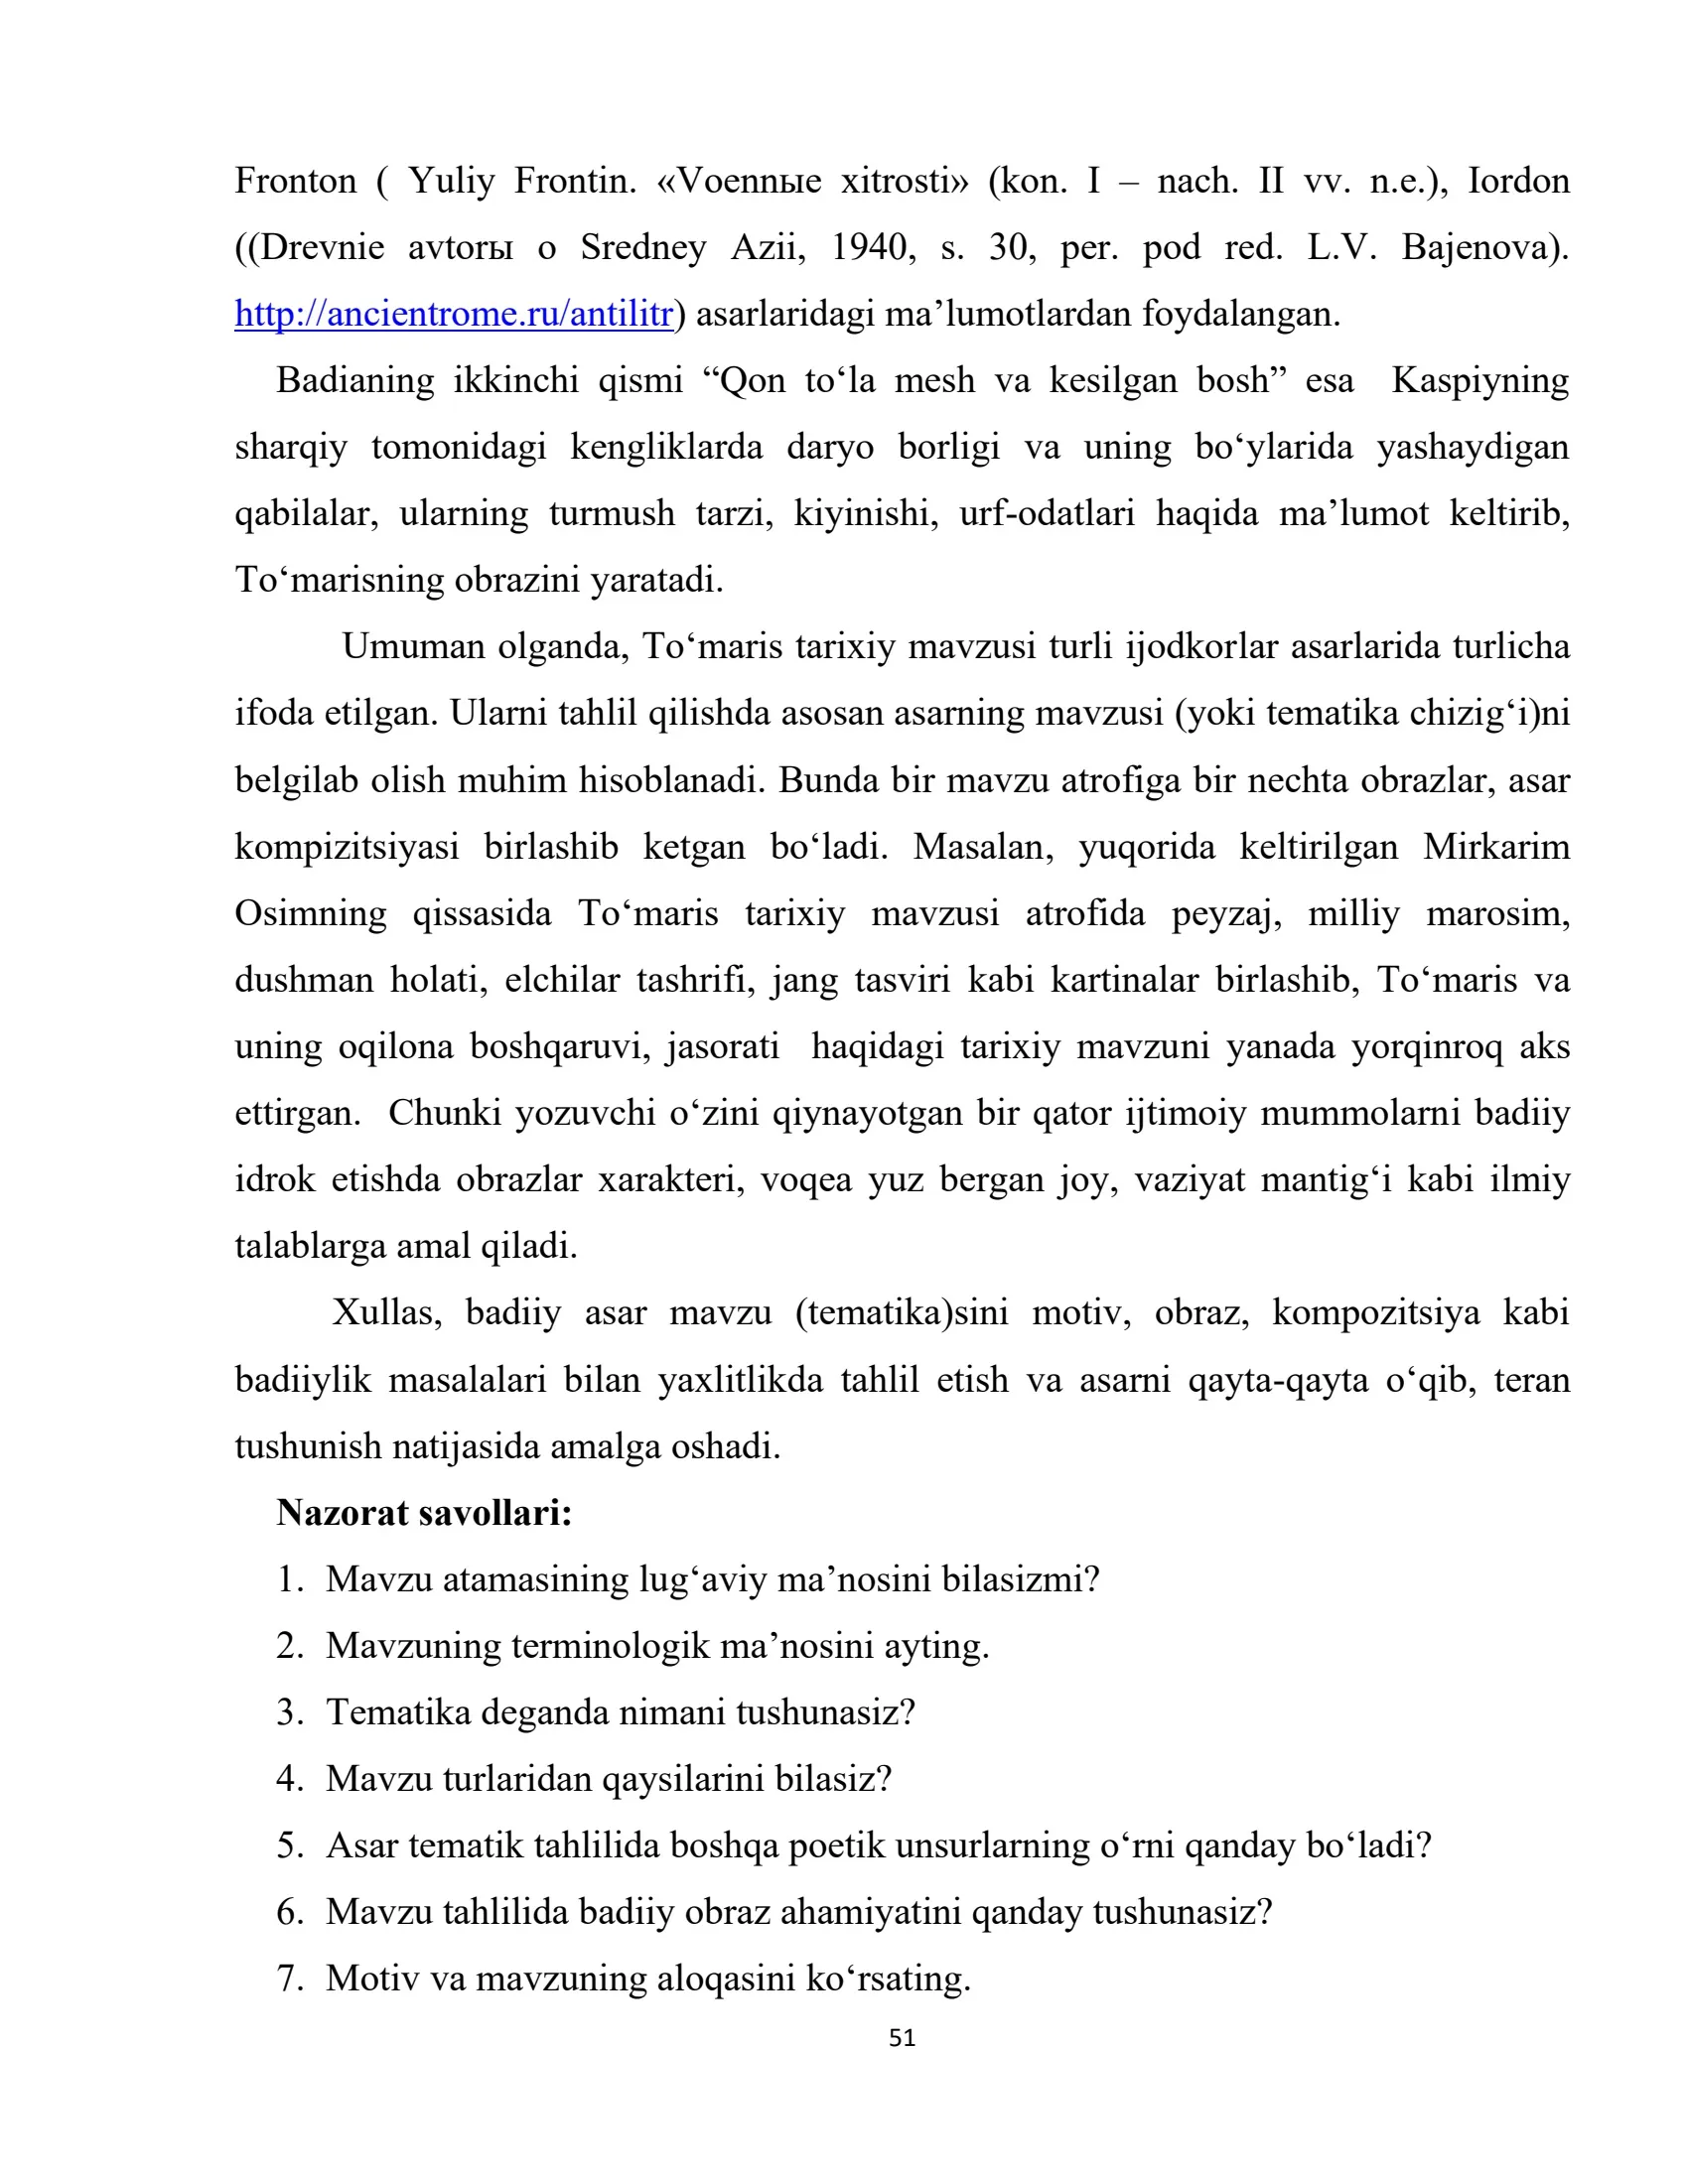 Fronton ( Yuliy Frontin. «Voennыe xitrosti» (kon. I – nach. II vv. n.e.), Iordon
((Drevnie avtorы o Sredney Azii, 1940, s. 30, per. pod red. L.V. Bajenova).
http://ancientrome.ru/antilitr) asarlaridagi ma’lumotlardan foydalangan.
Badianing ikkinchi qismi “Qon to‘la mesh va kesilgan bosh” esa Kaspiyning
sharqiy tomonidagi kengliklarda daryo borligi va uning bo‘ylarida yashaydigan
qabilalar, ularning turmush tarzi, kiyinishi, urf-odatlari haqida ma’lumot keltirib,
To‘marisning obrazini yaratadi.
Umuman olganda, To‘maris tarixiy mavzusi turli ijodkorlar asarlarida turlicha
ifoda etilgan. Ularni tahlil qilishda asosan asarning mavzusi (yoki tematika chizig‘i)ni
belgilab olish muhim hisoblanadi. Bunda bir mavzu atrofiga bir nechta obrazlar, asar
kompizitsiyasi birlashib ketgan bo‘ladi. Masalan, yuqorida keltirilgan Mirkarim
Osimning qissasida To‘maris tarixiy mavzusi atrofida peyzaj, milliy marosim,
dushman holati, elchilar tashrifi, jang tasviri kabi kartinalar birlashib, To‘maris va
uning oqilona boshqaruvi, jasorati haqidagi tarixiy mavzuni yanada yorqinroq aks
ettirgan. Chunki yozuvchi o‘zini qiynayotgan bir qator ijtimoiy mummolarni badiiy
idrok etishda obrazlar xarakteri, voqea yuz bergan joy, vaziyat mantig‘i kabi ilmiy
talablarga amal qiladi.
Xullas, badiiy asar mavzu (tematika)sini motiv, obraz, kompozitsiya kabi
badiiylik masalalari bilan yaxlitlikda tahlil etish va asarni qayta-qayta o‘qib, teran
tushunish natijasida amalga oshadi.
Nazorat savollari:
1. Mavzu atamasining lug‘aviy ma’nosini bilasizmi?
2. Mavzuning terminologik ma’nosini ayting.
3. Tematika deganda nimani tushunasiz?
4. Mavzu turlaridan qaysilarini bilasiz?
5. Asar tematik tahlilida boshqa poetik unsurlarning o‘rni qanday bo‘ladi?
6. Mavzu tahlilida badiiy obraz ahamiyatini qanday tushunasiz?
7. Motiv va mavzuning aloqasini ko‘rsating.
51